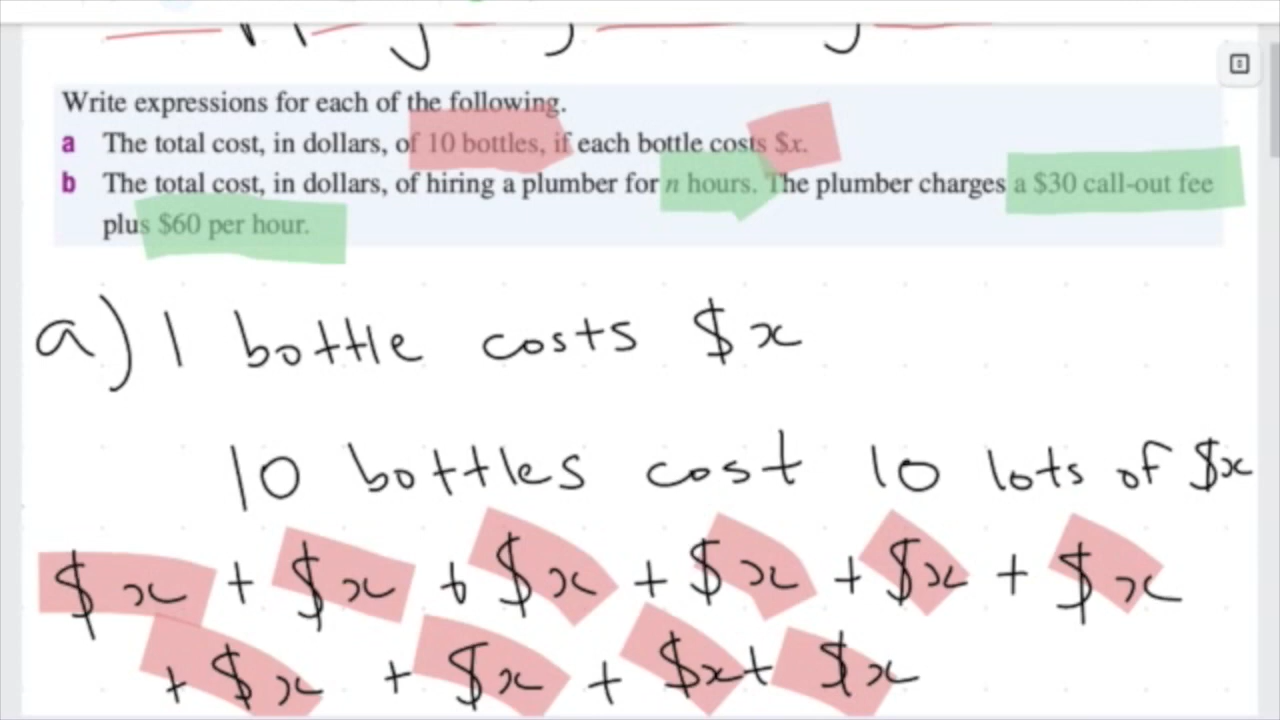 Write expressions for each of the following.
a The total cost, in dollars, of 10 bottles, if each bottle costs $x.
b The total cost, in dollars, of hiring a plumber for n hours. The plumber charges a $30 call-out fee
plus $60 per hour.
a) 1 bottle costs $x
10 bottles cost 10 lots of $x
$x + $x + $x + $x + $x + $x
+ $x + $x + $x + $x